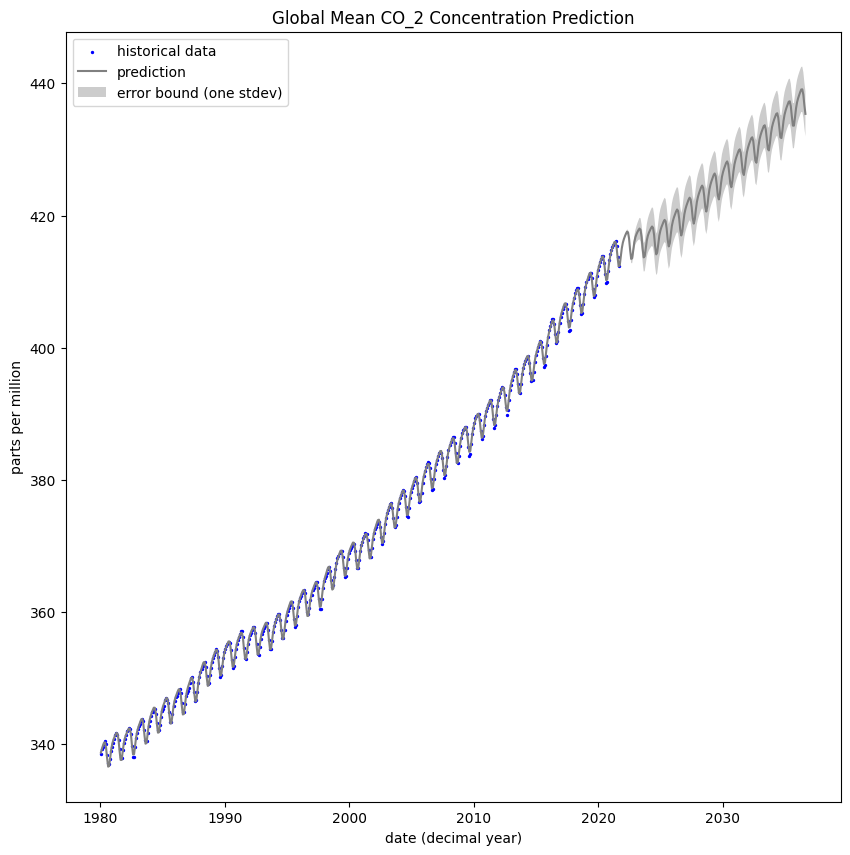 Global Mean CO_2 Concentration Prediction
historical data
prediction
error bound (one stdev)
440
420
400
380
360
340
parts per million
1980
1990
2000
2010
2020
2030
date (decimal year)